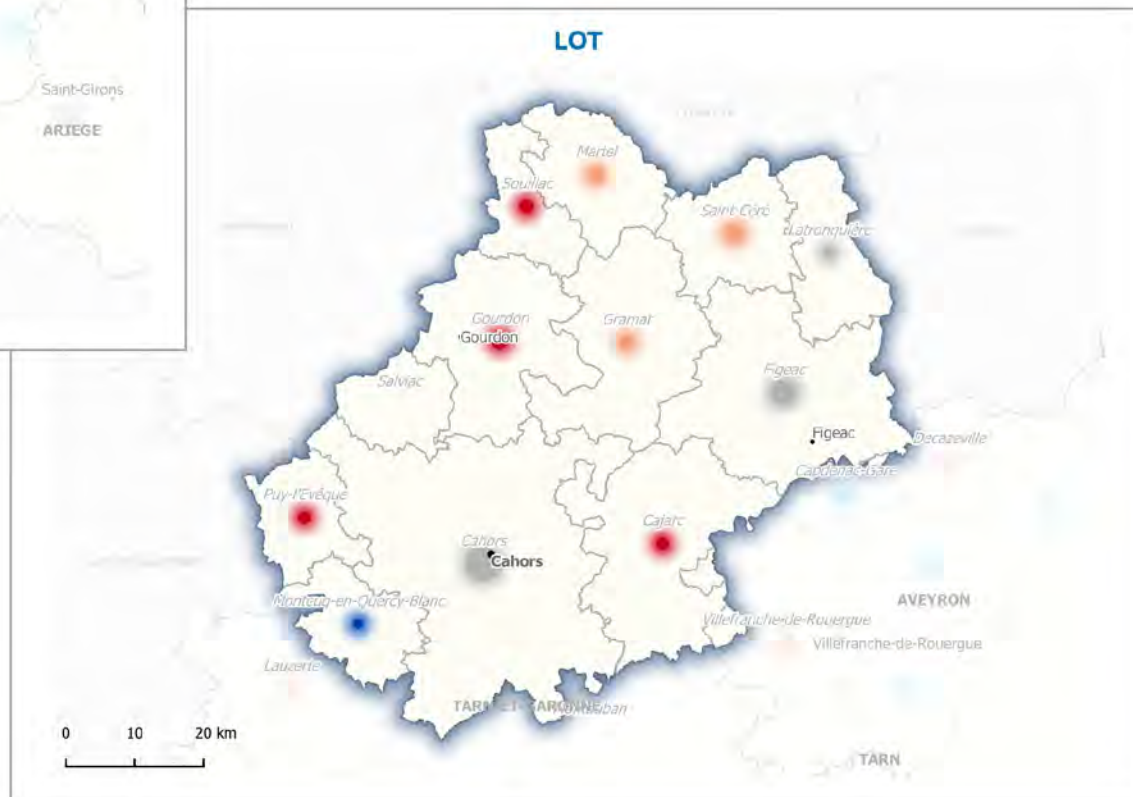 LOT
Saint-Girons
ARIEGE
Martel
Souillac
Saint-Céré
Latronquière
Gourdon
Gourdon
Gramat
Salviac
Figeac
Figeac
Decazeville
Capdenac-Gare
Puy-l'Évêque
Cajarc
Cahors
Cahors
Montcuq-en-Quercy-Blanc
AVEYRON
Villefranche-de-Rouergue
Villefranche-de-Rouergue
Lauzerte
TARN-ET-GARONNE
Montauban
0 10 20 km
TARN